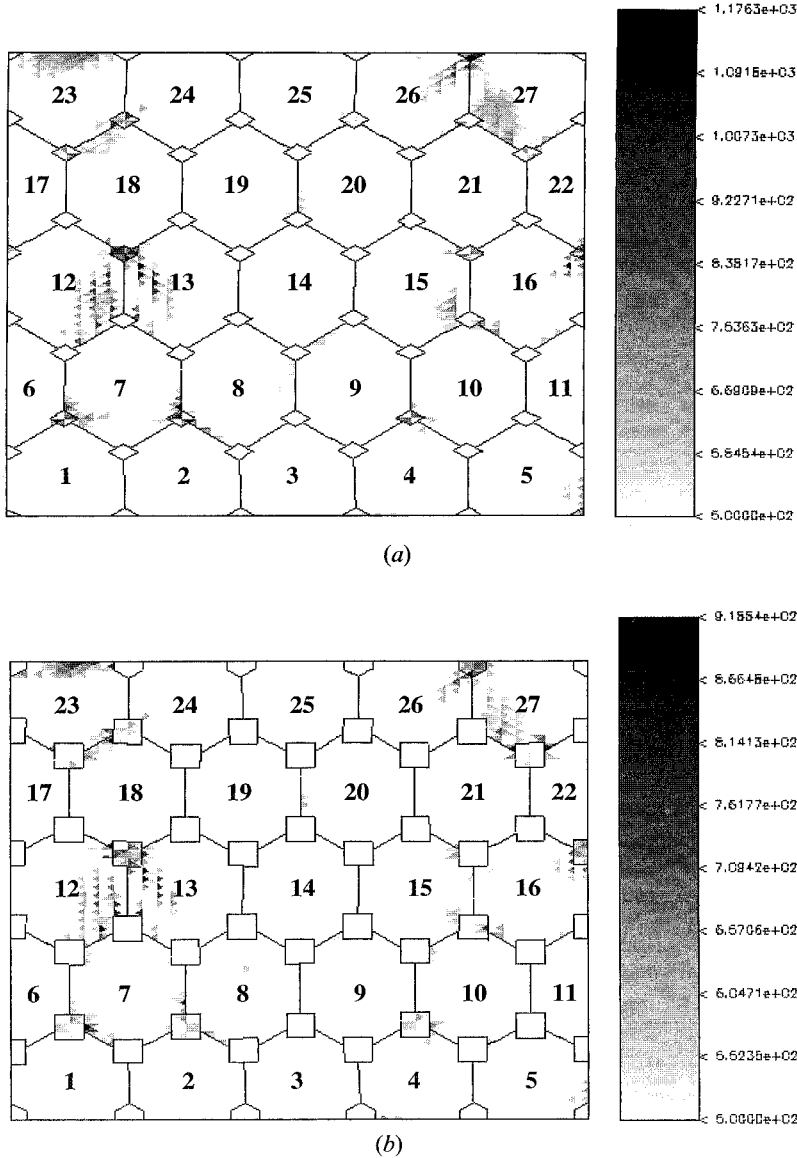 < 1.1763e+03
23 24 25 26 27
< 1.0918e+03
< 1.0073e+03
17 18 19 20 21 22
< 9.2271e+02
12 13 14 15 16
< 8.3817e+02
< 7.5363e+02
6 7 8 9 10 11
< 6.6909e+02
< 5.8454e+02
1 2 3 4 5
< 5.0000e+02
(a)
< 9.1884e+02
23 24 25 26 27
< 8.6648e+02
< 8.1413e+02
17 18 19 20 21 22
< 7.6177e+02
12 13 14 15 16
< 7.0942e+02
< 6.5706e+02
6 7 8 9 10 11
< 6.0471e+02
< 5.5235e+02
1 2 3 4 5
< 5.0000e+02
(b)